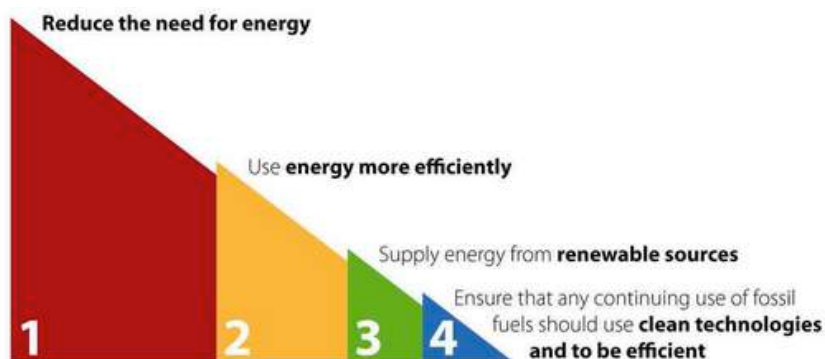 Reduce the need for energy
Use energy more efficiently
Supply energy from renewable sources
Ensure that any continuing use of fossil
fuels should use clean technologies
and to be efficient
1 2 3 4